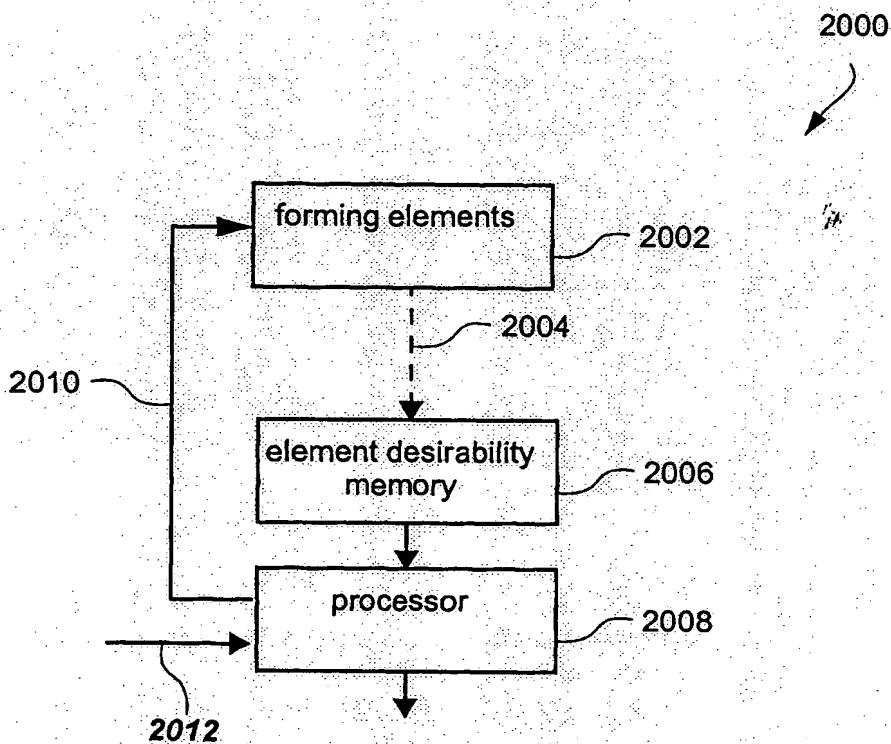 2000
forming elements
2002
2004
2010
element desirability
memory
2006
processor
2008
2012